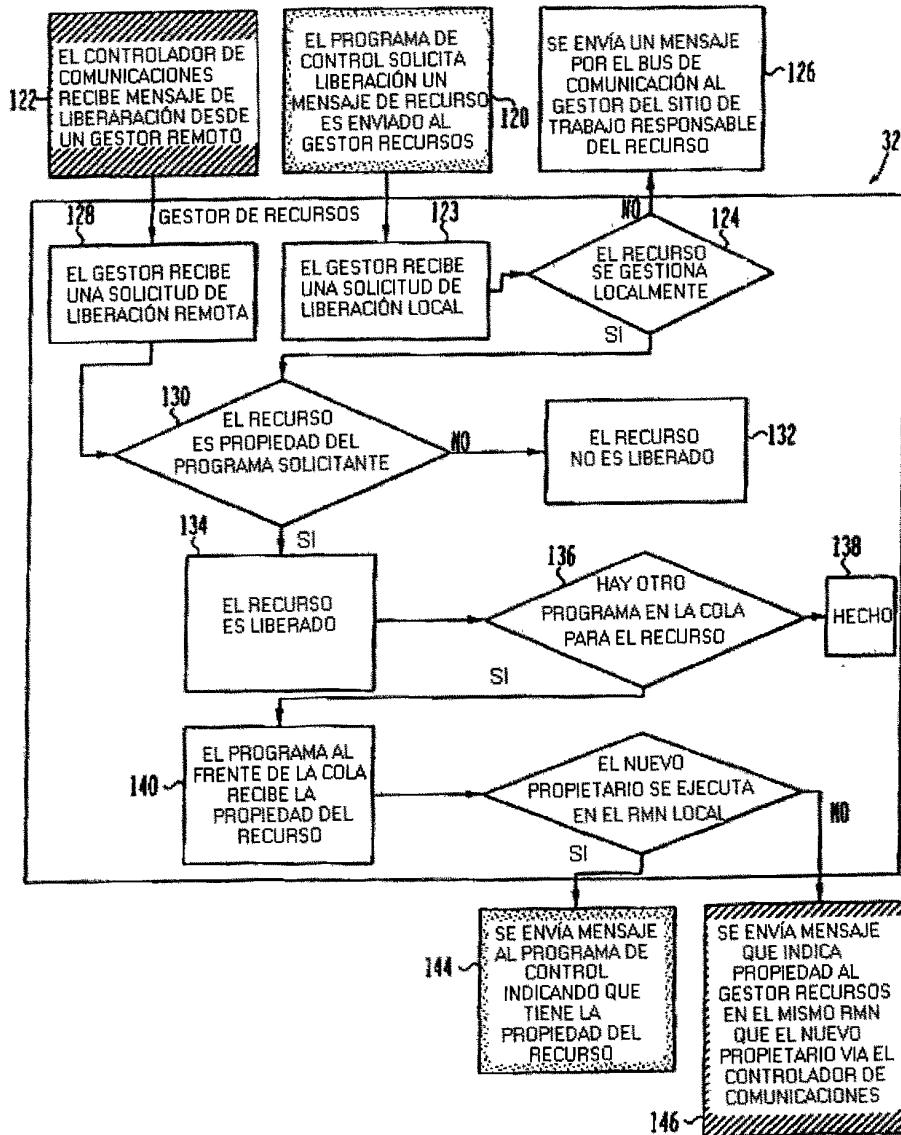 122
EL CONTROLADOR DE
COMUNICACIONES
RECIBE MENSAJE DE
LIBERARACIÓN DESDE
UN GESTOR REMOTO
EL PROGRAMA DE
CONTROL SOLICITA
LIBERACIÓN UN
MENSAJE DE RECURSO
ES ENVIADO AL
GESTOR RECURSOS
120
SE ENVÍA UN MENSAJE
POR EL BUS DE
COMUNICACIÓN AL
GESTOR DEL SITIO DE
TRABAJO RESPONSABLE
DEL RECURSO
126
32
GESTOR DE RECURSOS
128
EL GESTOR RECIBE
UNA SOLICITUD DE
LIBERACIÓN REMOTA
123
EL GESTOR RECIBE
UNA SOLICITUD DE
LIBERACIÓN LOCAL
NO
124
EL RECURSO
SE GESTIONA
LOCALMENTE
SI
130
EL RECURSO
ES PROPIEDAD DEL
PROGRAMA SOLICITANTE
NO
EL RECURSO
NO ES LIBERADO
132
SI
134
EL RECURSO
ES LIBERADO
136
HAY OTRO
PROGRAMA EN LA COLA
PARA EL RECURSO
138
HECHO
SI
140
EL PROGRAMA AL
FRENTE DE LA COLA
RECIBE LA
PROPIEDAD DEL
RECURSO
EL NUEVO
PROPIETARIO SE EJECUTA
EN EL RMN LOCAL
NO
SI
144
SE ENVÍA MENSAJE
AL PROGRAMA DE
CONTROL
INDICANDO QUE
TIENE LA
PROPIEDAD DEL
RECURSO
SE ENVÍA MENSAJE
QUE INDICA
PROPIEDAD AL
GESTOR RECURSOS
EN EL MISMO RMN
QUE EL NUEVO
PROPIETARIO VIA EL
CONTROLADOR DE
COMUNICACIONES
146